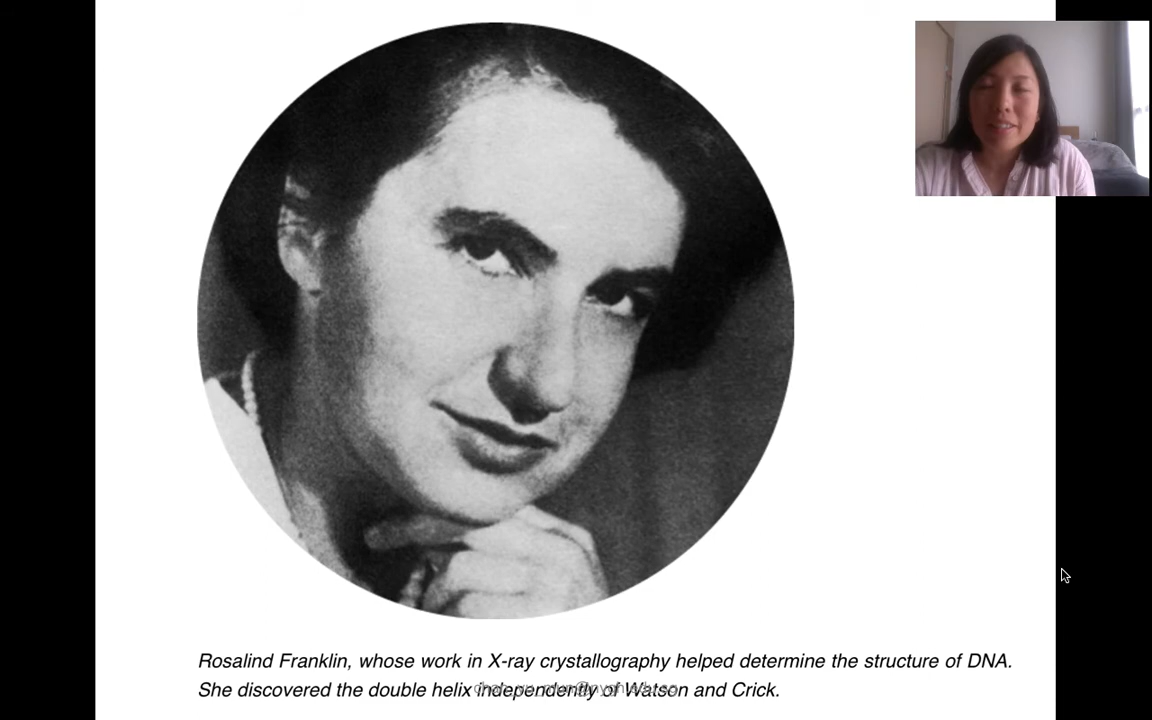 Rosalind Franklin, whose work in X-ray crystallography helped determine the structure of DNA.
She discovered the double helix independently of Watson and Crick.